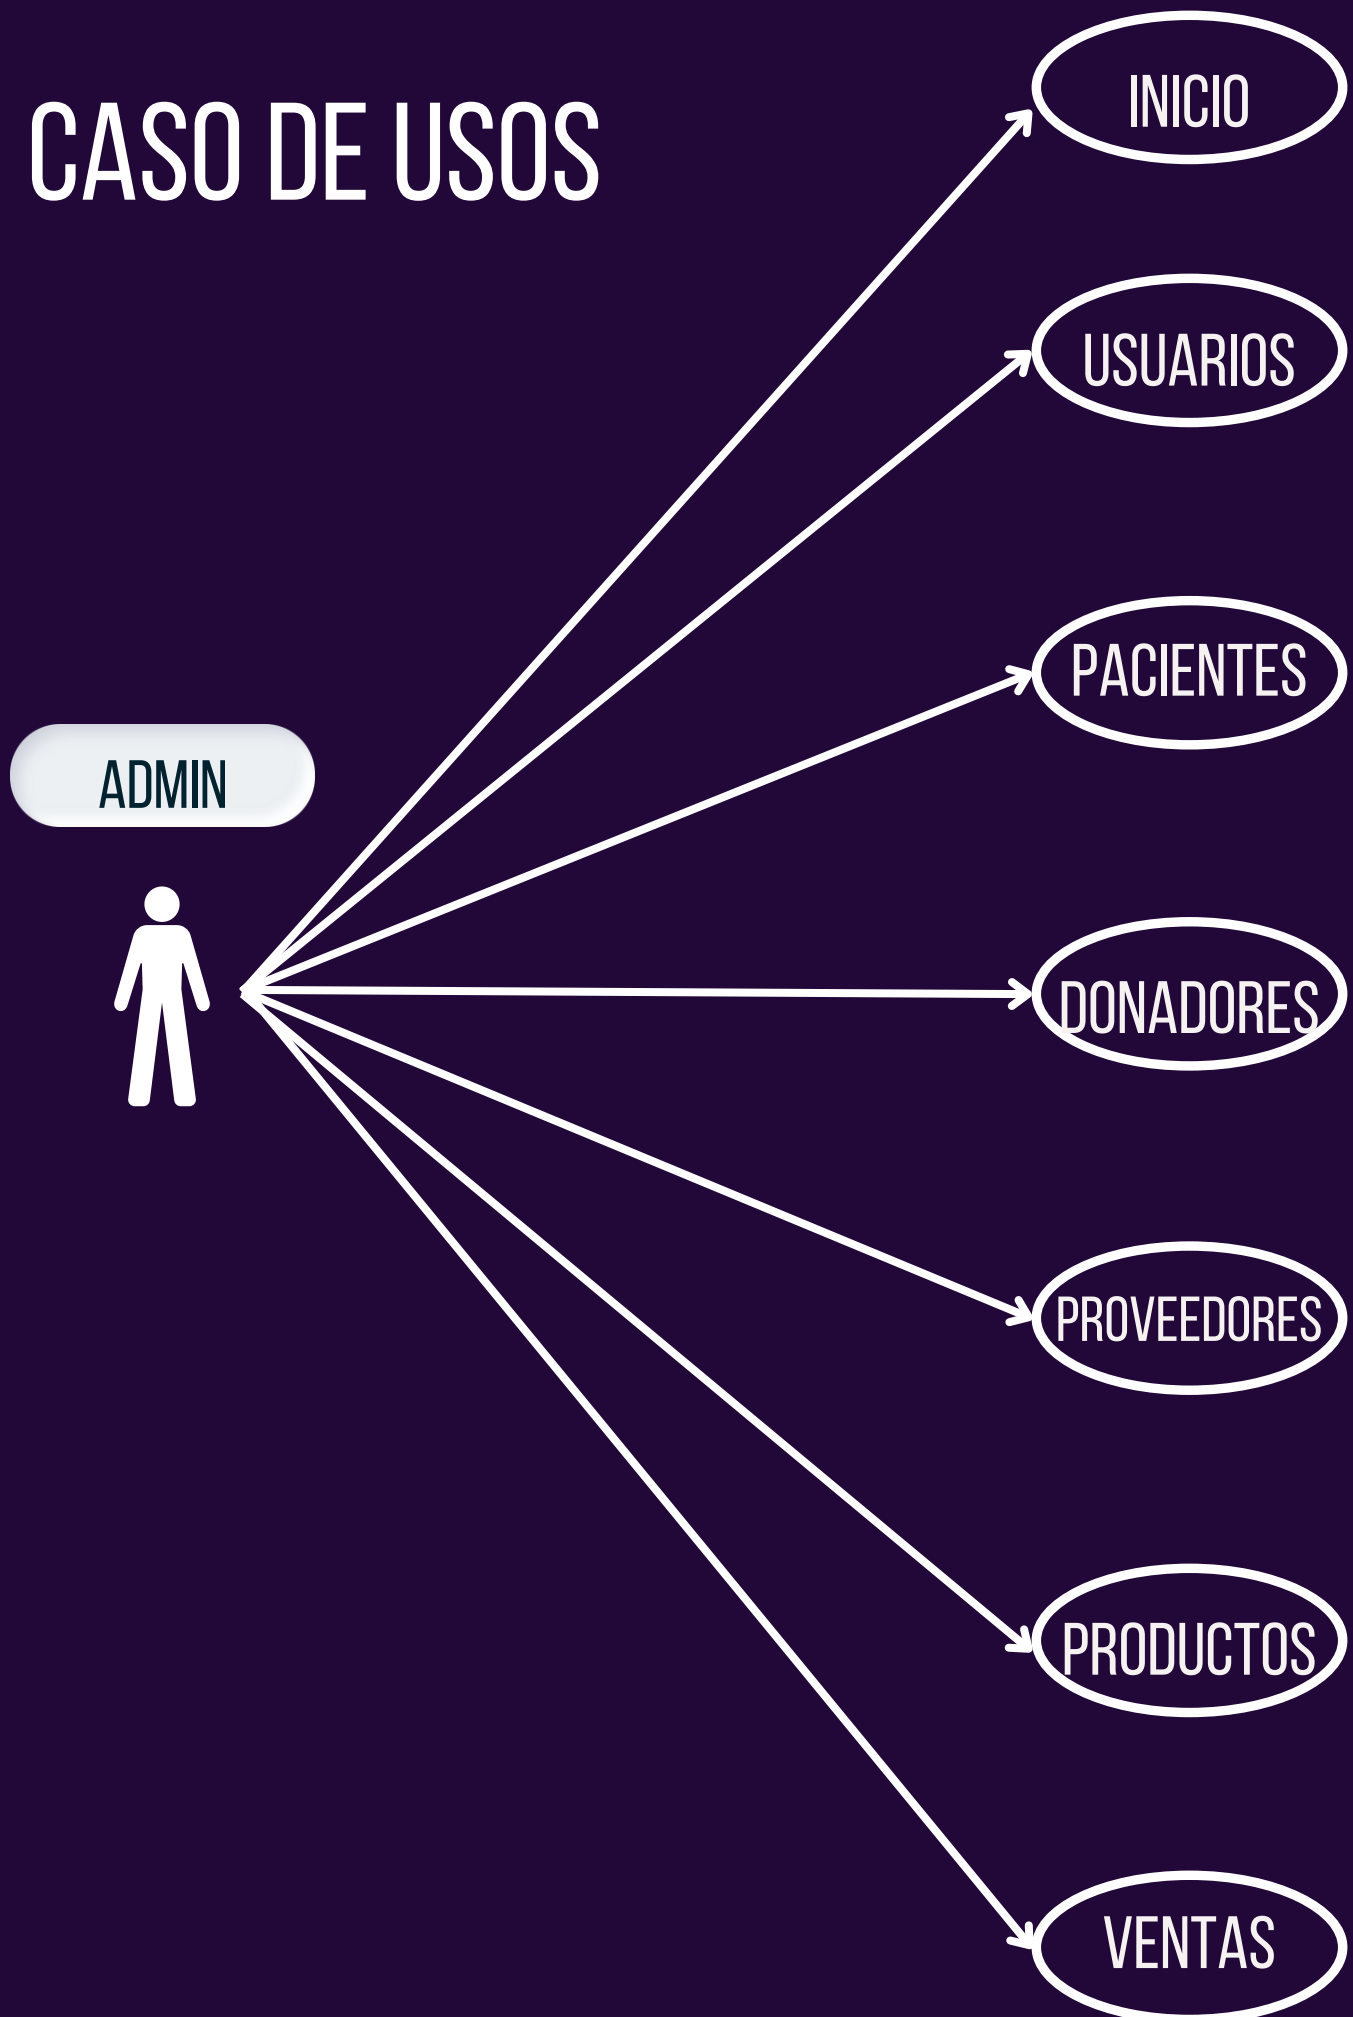 CASO DE USOS
INICIO
USUARIOS
PACIENTES
ADMIN
DONADORES
PROVEEDORES
PRODUCTOS
VENTAS